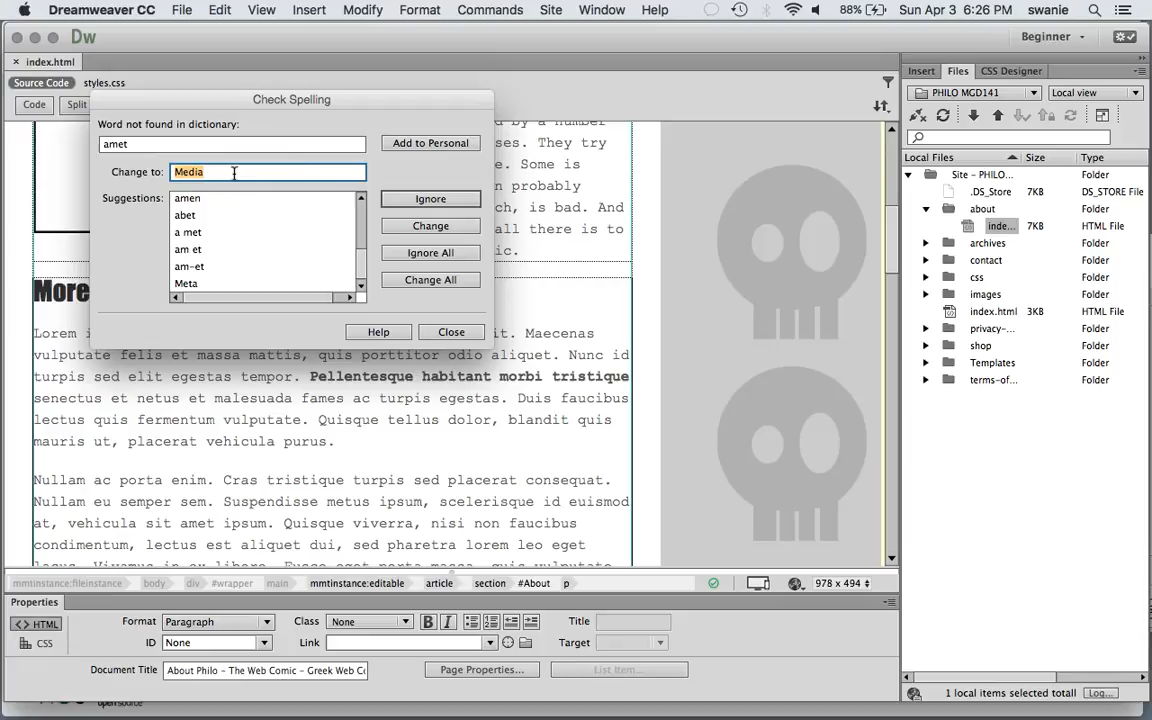 Dreamweaver CC File Edit View Insert Modify Format Commands Site Window Help 88% Sun Apr 3 6:26 PM swanie
Dw Beginner
× index.html
Source Code styles.css
Code Split
Check Spelling
Word not found in dictionary:
amet
Add to Personal
Change to: Media
Suggestions:
amen
abet
a met
am et
am-et
Meta
Ignore
Change
Ignore All
Change All
Help Close
d by a number
ses. They try
e. Some is
n probably
ch, is bad. And
all there is to
ic.
More
Lorem i
t. Maecenas
vulputate felis et massa mattis, quis porttitor odio aliquet. Nunc id
turpis sed elit egestas tempor. Pellentesque habitant morbi tristique
senectus et netus et malesuada fames ac turpis egestas. Duis faucibus
lectus quis fermentum vulputate. Quisque tellus dolor, blandit quis
mauris ut, placerat vehicula purus.
Nullam ac porta enim. Cras tristique turpis sed placerat consequat.
Nullam eu semper sem. Suspendisse metus ipsum, scelerisque id euismod
at, vehicula sit amet ipsum. Quisque viverra, nisi non faucibus
condimentum, lectus est aliquet dui, sed pharetra lorem leo eget
mmtinstance:fileinstance body div #wrapper main mmtinstance:editable article section #About p 978 x 494
Properties
<> HTML Format Paragraph Class None B I Title
CSS ID None Link Target
Document Title About Philo – The Web Comic – Greek Web Co Page Properties... List Item...
open source
Insert Files CSS Designer
PHILO MGD141 Local view
Local Files Size Type
Site – PHILO... Folder
.DS_Store 7KB DS_STORE File
about Folder
inde... 7KB HTML File
archives Folder
contact Folder
css Folder
images Folder
index.html 3KB HTML File
privacy-... Folder
shop Folder
Templates Folder
terms-of... Folder
1 local items selected totall Log...